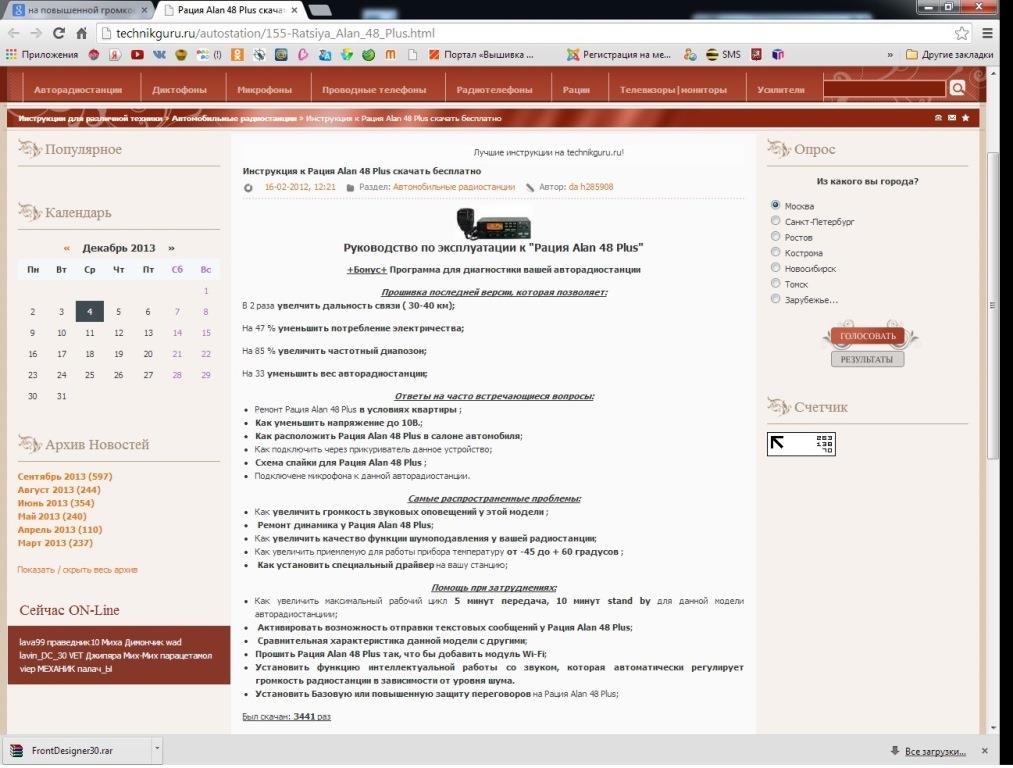 на повышенной громко
Рация Alan 48 Plus скача
technikguru.ru/autostation/155-Ratsiya_Alan_48_Plus.html
Приложения
(!)
Портал «Вышивка ...
Регистрация на ме...
SMS
»
Другие закладки
Авторадиостанции
Диктофоны
Микрофоны
Проводные телефоны
Радиотелефоны
Рации
Телевизоры|мониторы
Усилители
Инструкции для различной техники » Автомобильные радиостанции » Инструкция к Рация Alan 48 Plus скачать бесплатно
Популярное
Календарь
« Декабрь 2013 »
Пн Вт Ср Чт Пт Сб Вс
1
2 3 4 5 6 7 8
9 10 11 12 13 14 15
16 17 18 19 20 21 22
23 24 25 26 27 28 29
30 31
Архив Новостей
Сентябрь 2013 (597)
Август 2013 (244)
Июнь 2013 (354)
Май 2013 (240)
Апрель 2013 (110)
Март 2013 (237)
Показать / скрыть весь архив
Сейчас ON-Line
lava99 праведник10 Миха Димончик wad
lavin_DC_30 VET Джипяра Мих-Мих парацетамол
viep МЕХАНИК палач_Ы
Лучшие инструкции на technikguru.ru!
Инструкция к Рация Alan 48 Plus скачать бесплатно
16-02-2012, 12:21 Раздел: Автомобильные радиостанции Автор: da h285908
Руководство по эксплуатации к "Рация Alan 48 Plus"
+Бонус+ Программа для диагностики вашей авторадиостанции
Прошивка последней версии, которая позволяет:
В 2 раза увелчить дальность связи ( 30-40 км);
На 47 % уменьшить потребление электричества;
На 85 % увеличить частотный диапозон;
На 33 уменьшить вес авторадиостанции;
Ответы на часто встречающиеся вопросы:
• Ремонт Рация Alan 48 Plus в условиях квартиры ;
• Как уменьшить напряжение до 10В.;
• Как расположить Рация Alan 48 Plus в салоне автомобиля;
• Как подключить через прикуриватель данное устройство;
• Схема спайки для Рация Alan 48 Plus ;
• Подключене микрофона к данной авторадиостанции.
Самые распространенные проблемы:
• Как увеличить громкость звуковых оповещений у этой модели ;
• Ремонт динамика у Рация Alan 48 Plus;
• Как увеличить качество функции шумоподавления у вашей радиостанции;
• Как увеличить приемлемую для работы прибора температуру от -45 до + 60 градусов ;
• Как установить специальный драйвер на вашу станцию;
Помощь при затруднениях:
• Как увеличить максимальный рабочий цикл 5 минут передача, 10 минут stand by для данной модели
авторадиостанциии;
• Активировать возможность отправки текстовых сообщений у Рация Alan 48 Plus;
• Сравнительная характеристика данной модели с другими;
• Прошить Рация Alan 48 Plus так, что бы добавить модуль Wi-Fi;
• Установить функцию интеллектуальной работы со звуком, которая автоматически регулирует
громкость радиостанции в зависимости от уровня шума.
• Установить Базовую или повышенную защиту переговоров на Рация Alan 48 Plus;
Был скачан: 3441 раз
Опрос
Из какого вы города?
Москва
Санкт-Петербург
Ростов
Кострома
Новосибирск
Томск
Зарубежье...
ГОЛОСОВАТЬ
РЕЗУЛЬТАТЫ
Счетчик
FrontDesigner30.rar
Все загрузки...